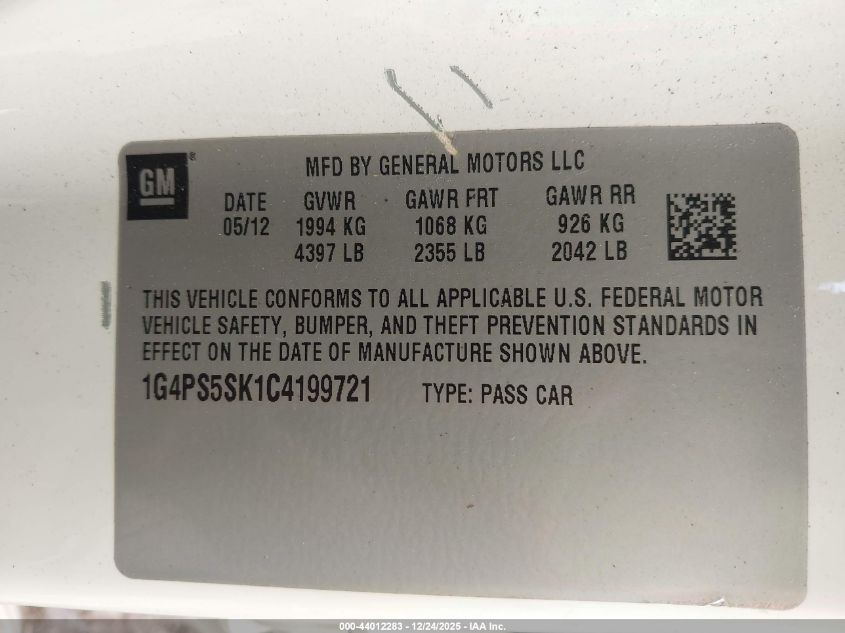 GM®
MFD BY GENERAL MOTORS LLC
DATE GVWR GAWR FRT GAWR RR
05/12 1994 KG 1068 KG 926 KG
4397 LB 2355 LB 2042 LB
THIS VEHICLE CONFORMS TO ALL APPLICABLE U.S. FEDERAL MOTOR
VEHICLE SAFETY, BUMPER, AND THEFT PREVENTION STANDARDS IN
EFFECT ON THE DATE OF MANUFACTURE SHOWN ABOVE.
1G4PS5SK1C4199721 TYPE: PASS CAR
000-44012283 - 12/24/2025 - IAA Inc.